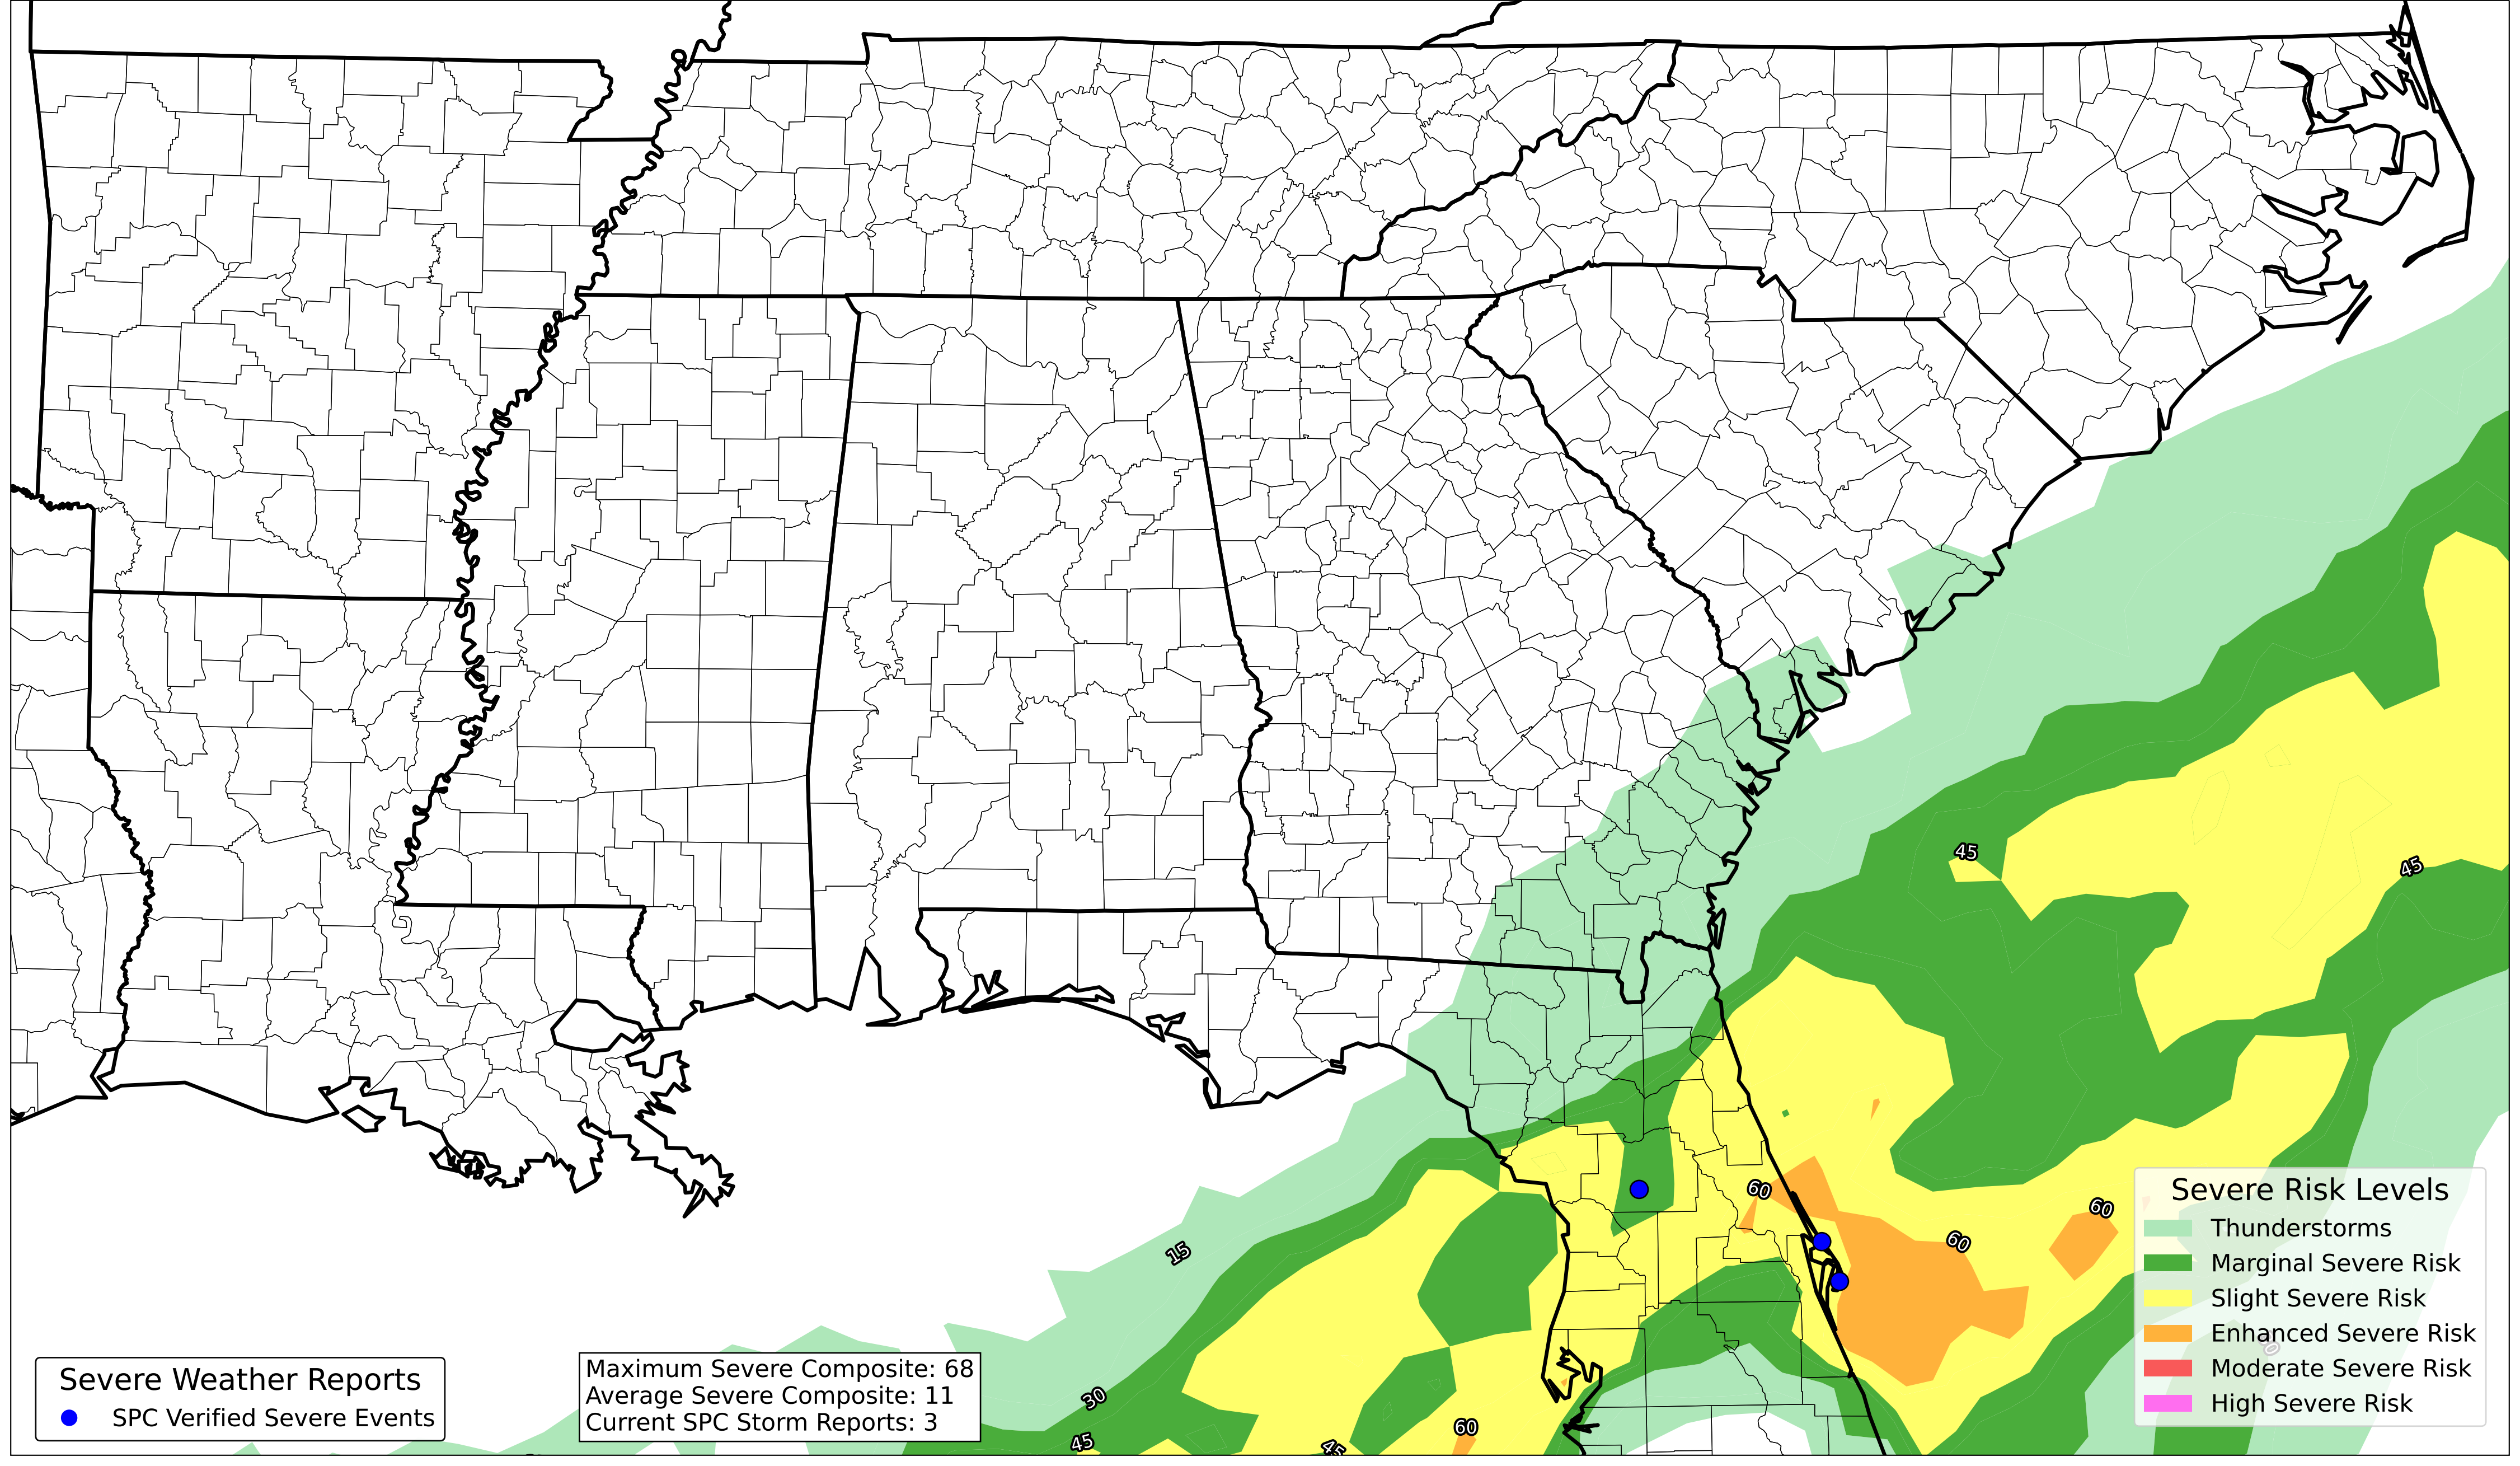 45
45
60
60
60
15
30
45
45
60
Severe Risk Levels
Thunderstorms
Marginal Severe Risk
Slight Severe Risk
Enhanced Severe Risk
Moderate Severe Risk
High Severe Risk
Severe Weather Reports
SPC Verified Severe Events
Maximum Severe Composite: 68
Average Severe Composite: 11
Current SPC Storm Reports: 3